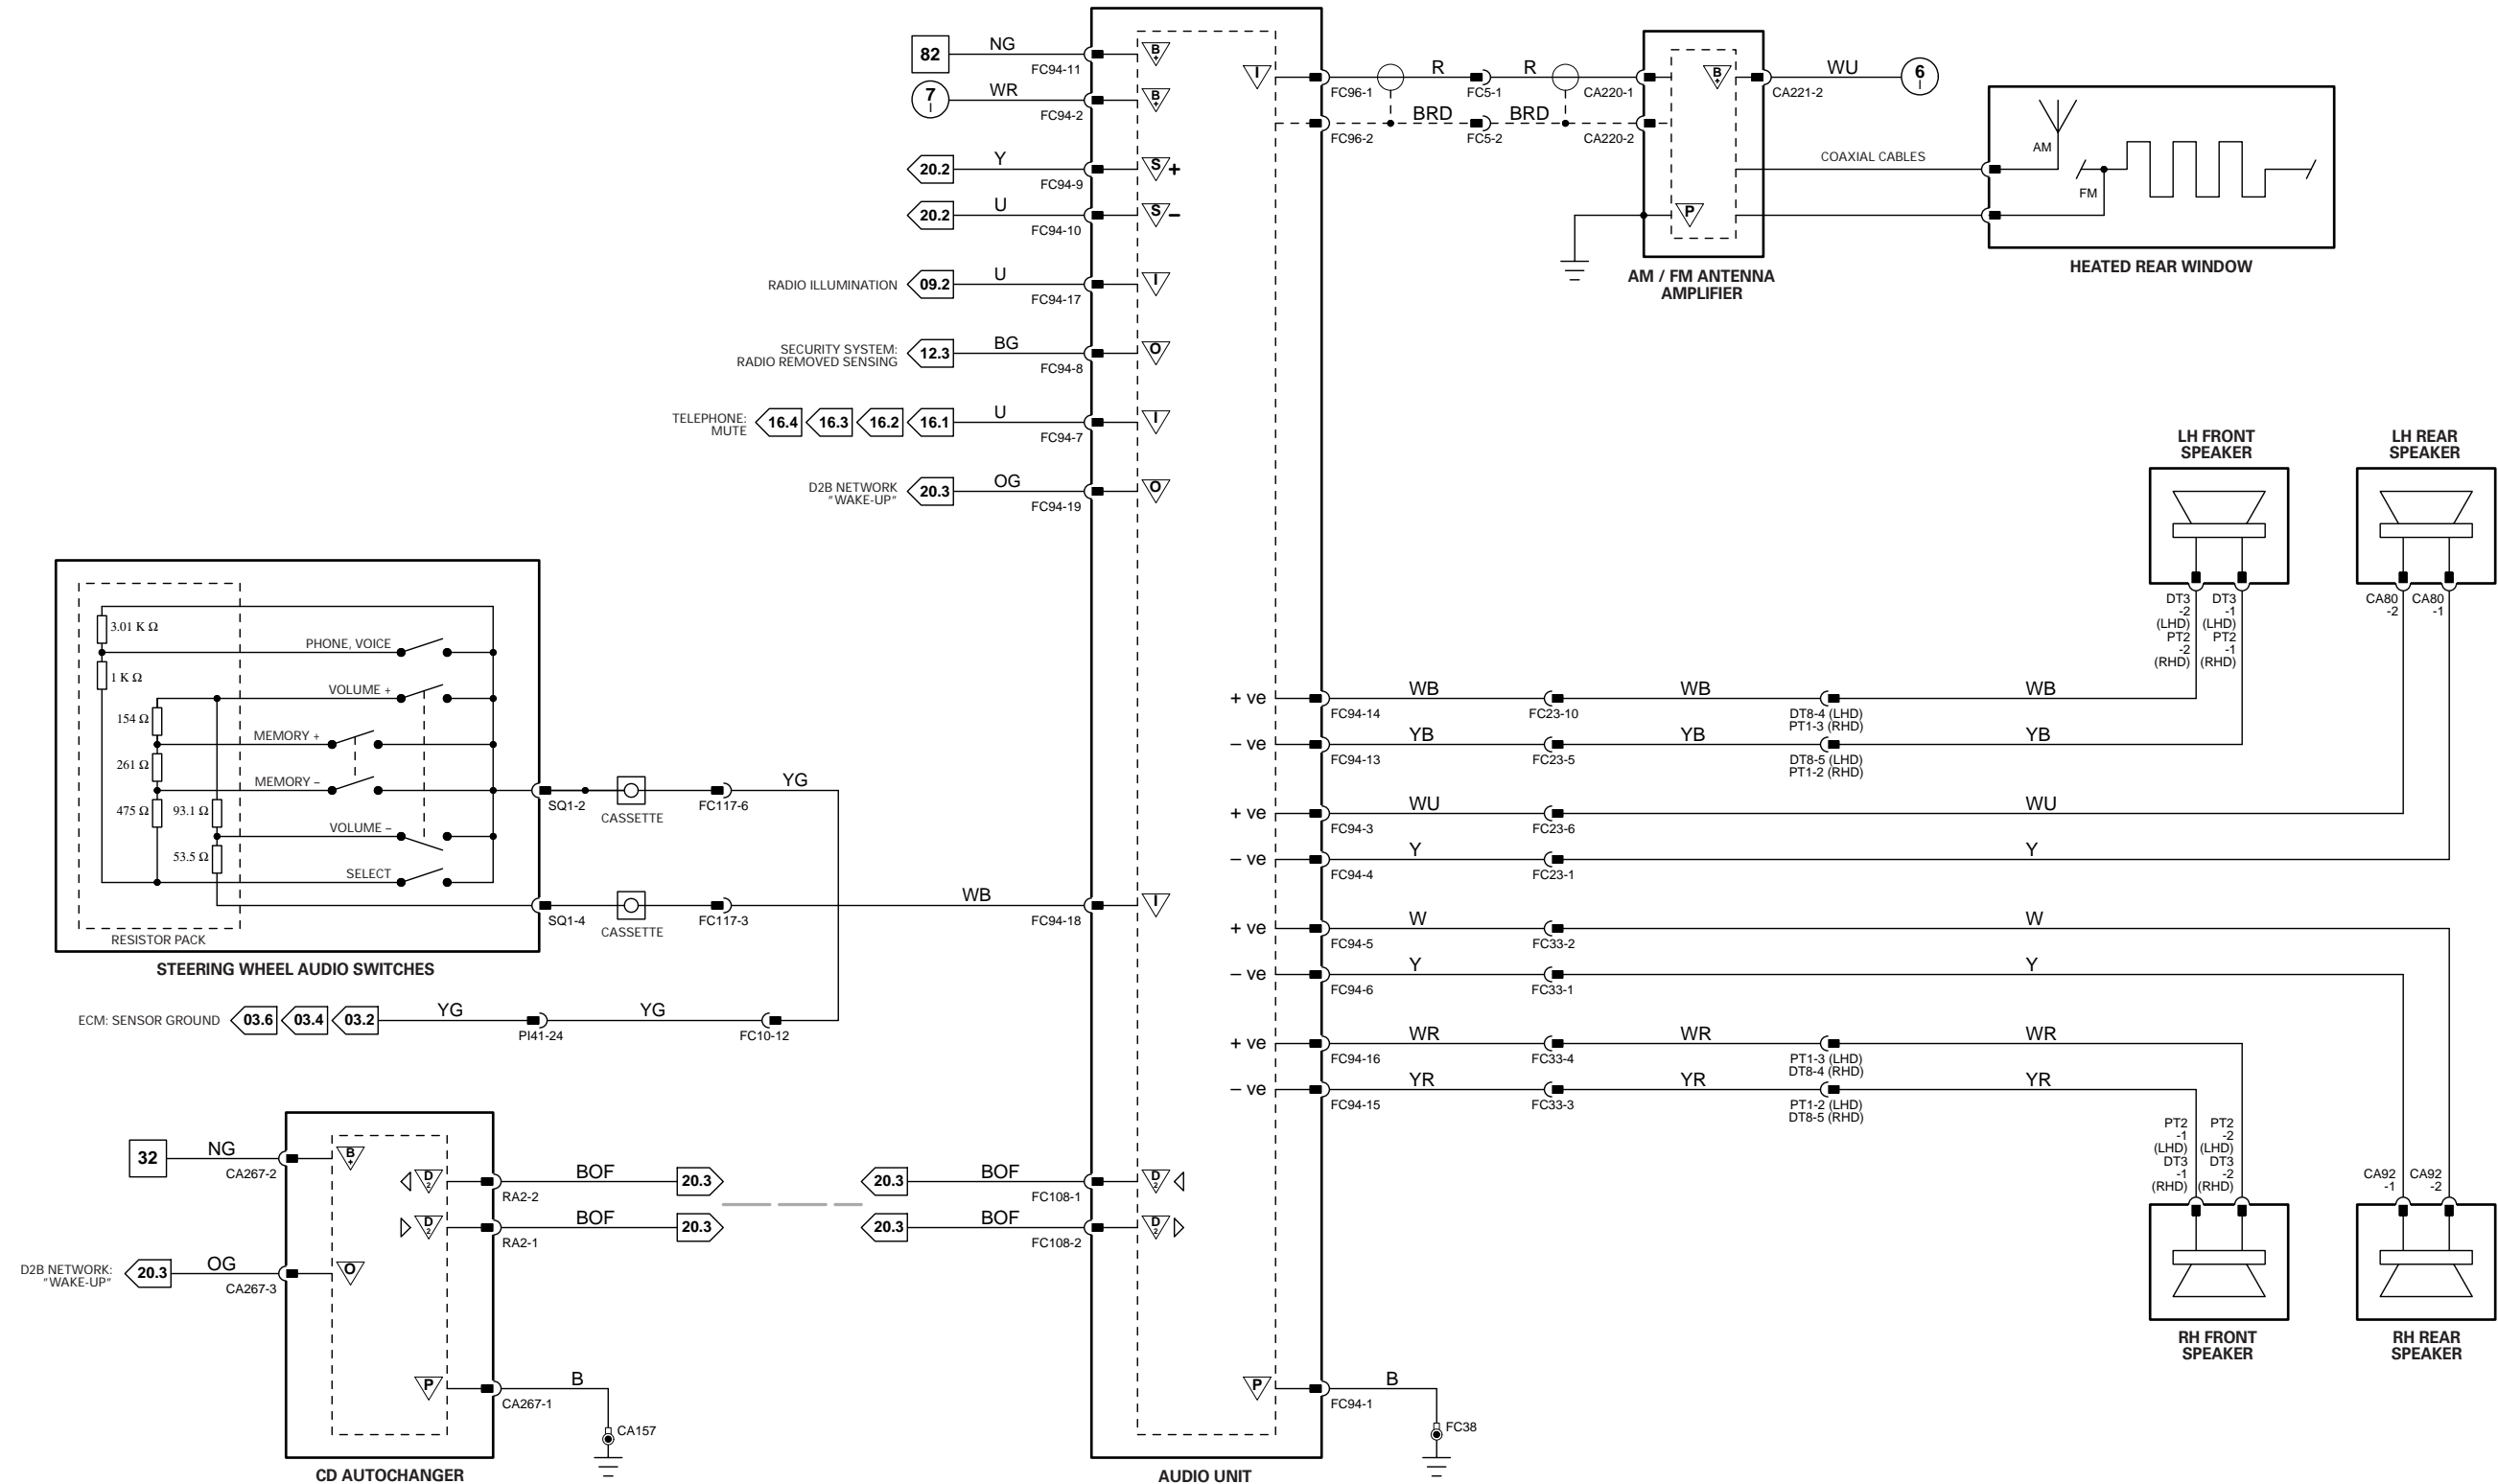 82
NG
FC94-11
B
+
7
I
WR
FC94-2
B
+
20.2
Y
FC94-9
S
+
20.2
U
FC94-10
S
–
RADIO ILLUMINATION
09.2
U
FC94-17
I
SECURITY SYSTEM:
RADIO REMOVED SENSING
12.3
BG
FC94-8
O
TELEPHONE:
MUTE
16.4
16.3
16.2
16.1
U
FC94-7
I
D2B NETWORK
"WAKE-UP"
20.3
OG
FC94-19
O
I
FC96-1
R
FC5-1
R
CA220-1
B
+
CA221-2
WU
6
I
FC96-2
BRD
FC5-2
BRD
CA220-2
P
COAXIAL CABLES
AM
FM
AM / FM ANTENNA
AMPLIFIER
HEATED REAR WINDOW
3.01 K Ω
PHONE, VOICE
1 K Ω
VOLUME +
154 Ω
MEMORY +
261 Ω
MEMORY –
475 Ω
93.1 Ω
VOLUME –
53.5 Ω
SELECT
RESISTOR PACK
STEERING WHEEL AUDIO SWITCHES
SQ1-2
CASSETTE
FC117-6
YG
SQ1-4
CASSETTE
FC117-3
WB
FC94-18
I
ECM: SENSOR GROUND
03.6
03.4
03.2
YG
PI41-24
YG
FC10-12
LH FRONT
SPEAKER
LH REAR
SPEAKER
DT3
-2
(LHD)
PT2
-2
(RHD)
DT3
-1
(LHD)
PT2
-1
(RHD)
CA80
-2
CA80
-1
+ ve
FC94-14
WB
FC23-10
WB
DT8-4 (LHD)
PT1-3 (RHD)
WB
– ve
FC94-13
YB
FC23-5
YB
DT8-5 (LHD)
PT1-2 (RHD)
YB
+ ve
FC94-3
WU
FC23-6
WU
– ve
FC94-4
Y
FC23-1
Y
+ ve
FC94-5
W
FC33-2
W
– ve
FC94-6
Y
FC33-1
Y
+ ve
FC94-16
WR
FC33-4
WR
PT1-3 (LHD)
DT8-4 (RHD)
WR
– ve
FC94-15
YR
FC33-3
YR
PT1-2 (LHD)
DT8-5 (RHD)
YR
PT2
-1
(LHD)
DT3
-1
(RHD)
PT2
-2
(LHD)
DT3
-2
(RHD)
CA92
-1
CA92
-2
RH FRONT
SPEAKER
RH REAR
SPEAKER
32
NG
CA267-2
B
+
D
2
RA2-2
BOF
20.3
20.3
BOF
FC108-1
D
2
D
2
RA2-1
BOF
20.3
20.3
BOF
FC108-2
D
2
D2B NETWORK:
"WAKE-UP"
20.3
OG
CA267-3
O
P
CA267-1
B
CA157
CD AUTOCHANGER
P
FC94-1
B
FC38
AUDIO UNIT